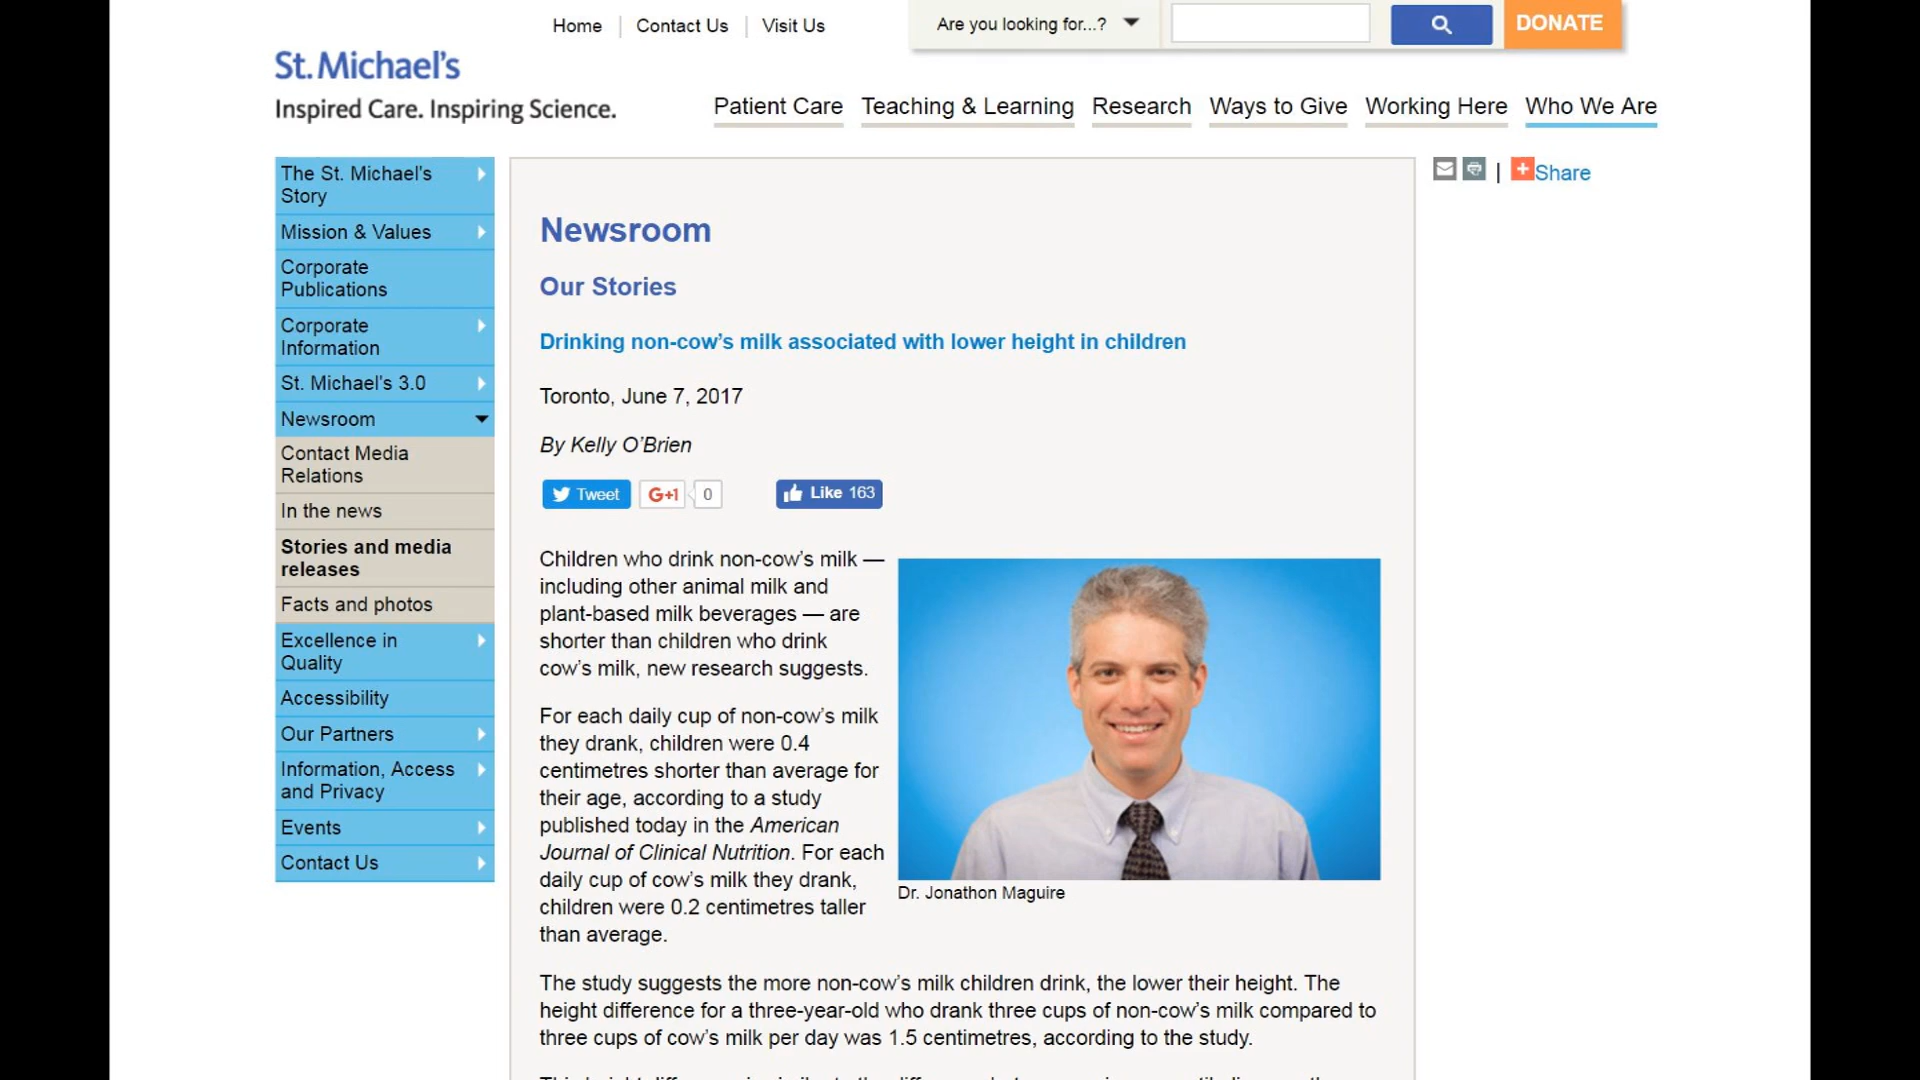 Home
Contact Us
Visit Us
Are you looking for...?
DONATE
St. Michael's
Inspired Care. Inspiring Science.
Patient Care
Teaching & Learning
Research
Ways to Give
Working Here
Who We Are
The St. Michael's
Story
Mission & Values
Corporate
Publications
Corporate
Information
St. Michael's 3.0
Newsroom
Contact Media
Relations
In the news
Stories and media
releases
Facts and photos
Excellence in
Quality
Accessibility
Our Partners
Information, Access
and Privacy
Events
Contact Us
| Share
Newsroom
Our Stories
Drinking non-cow’s milk associated with lower height in children
Toronto, June 7, 2017
By Kelly O’Brien
Tweet
G+1
0
Like 163
Children who drink non-cow’s milk —
including other animal milk and
plant-based milk beverages — are
shorter than children who drink
cow’s milk, new research suggests.
For each daily cup of non-cow’s milk
they drank, children were 0.4
centimetres shorter than average for
their age, according to a study
published today in the American
Journal of Clinical Nutrition. For each
daily cup of cow’s milk they drank,
children were 0.2 centimetres taller
than average.
Dr. Jonathon Maguire
The study suggests the more non-cow’s milk children drink, the lower their height. The
height difference for a three-year-old who drank three cups of non-cow’s milk compared to
three cups of cow’s milk per day was 1.5 centimetres, according to the study.